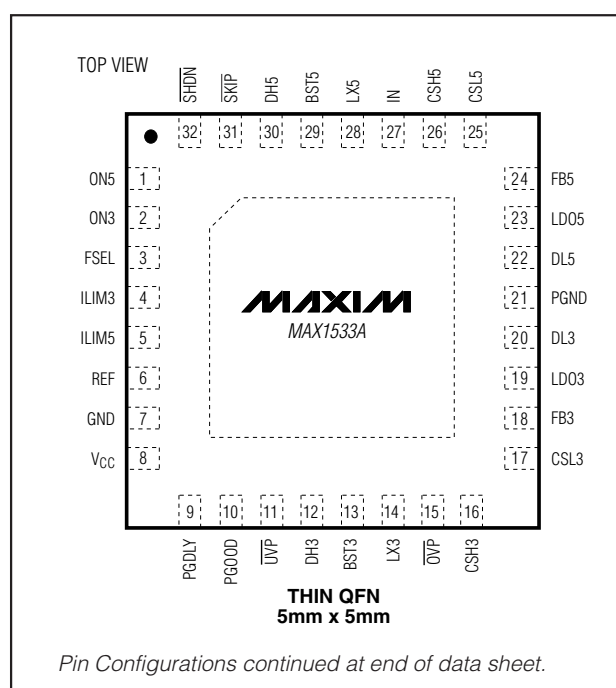 TOP VIEW
SHDN
SKIP
DH5
BST5
LX5
IN
CSH5
CSL5
32 31 30 29 28 27 26 25
ON5 1
ON3 2
FSEL 3
ILIM3 4
ILIM5 5
REF 6
GND 7
VCC 8
24 FB5
23 LDO5
22 DL5
21 PGND
20 DL3
19 LDO3
18 FB3
17 CSL3
MAXIM
MAX1533A
9 10 11 12 13 14 15 16
PGDLY
PGOOD
UVP
DH3
BST3
LX3
OVP
CSH3
THIN QFN
5mm x 5mm
Pin Configurations continued at end of data sheet.